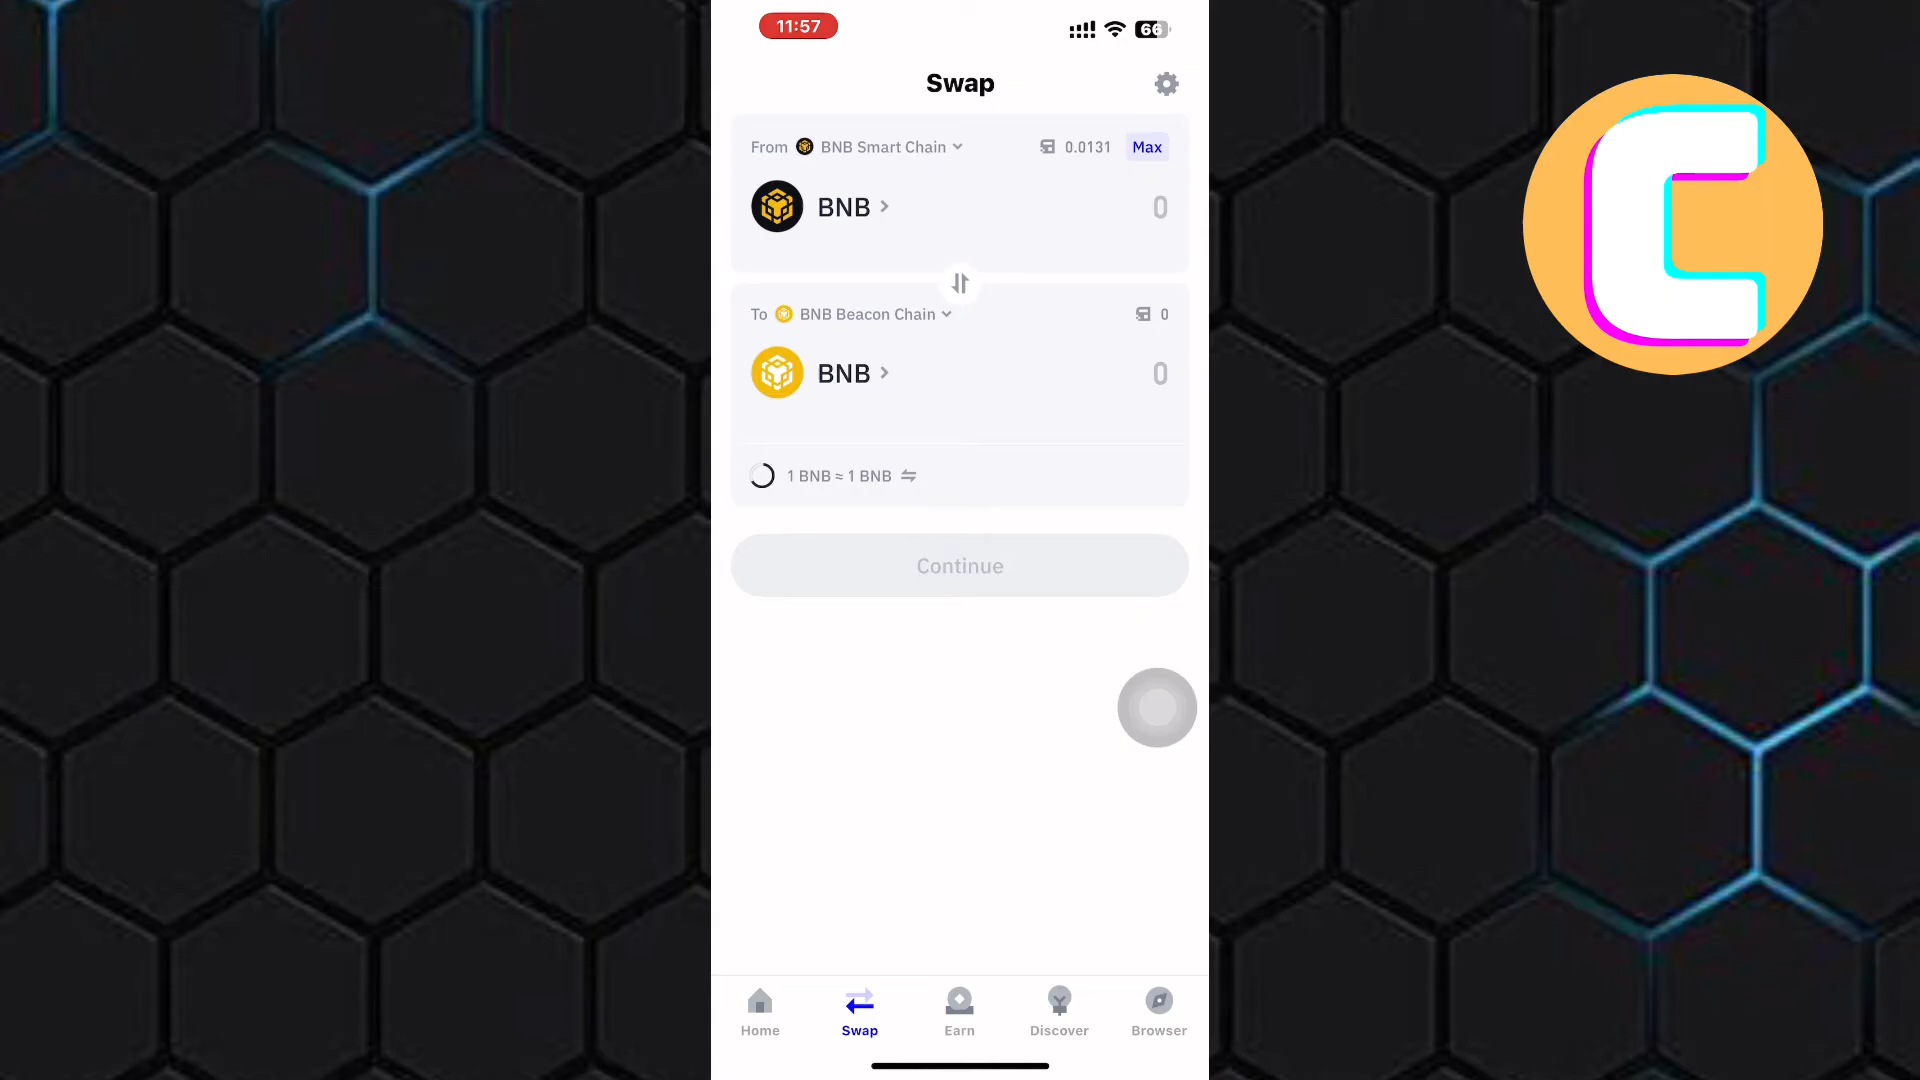 11:57
66
Swap
From BNB Smart Chain 0.0131 Max
BNB 0
To BNB Beacon Chain 0
BNB 0
1 BNB ≈ 1 BNB
Continue
Home Swap Earn Discover Browser
C